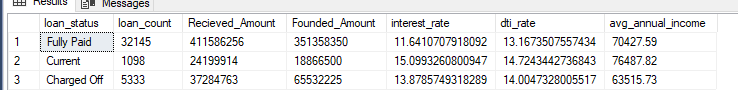 Results Messages
loan_status loan_count Recieved_Amount Founded_Amount interest_rate dti_rate avg_annual_income
1 Fully Paid 32145 411586256 351358350 11.6410707918092 13.1673507557434 70427.59
2 Current 1098 24199914 18866500 15.0993260800947 14.7243442736843 76487.82
3 Charged Off 5333 37284763 65532225 13.8785749318289 14.0047328005517 63515.73